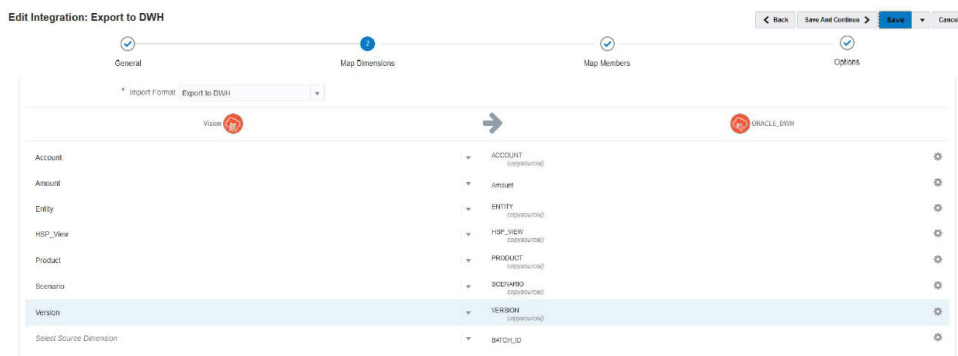 Edit Integration: Export to DWH
Back Save And Continue Save Cancel
2
General Map Dimensions Map Members Options
* Import Format Export to DWH
Vision ORACLE_DWH
Account ACCOUNT
copysource()
Amount Amount
Entity ENTITY
copysource()
HSP_View HSP_VIEW
copysource()
Product PRODUCT
copysource()
Scenario SCENARIO
copysource()
Version VERSION
copysource()
Select Source Dimension BATCH_ID